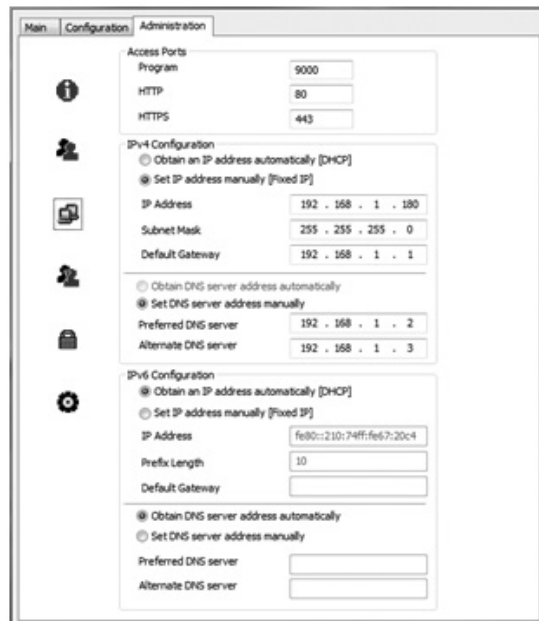 Main Configuration Administration
Access Ports
Program 9000
HTTP 80
HTTPS 443
IPv4 Configuration
Obtain an IP address automatically [DHCP]
Set IP address manually [Fixed IP]
IP Address 192 . 168 . 1 . 180
Subnet Mask 255 . 255 . 255 . 0
Default Gateway 192 . 168 . 1 . 1
Obtain DNS server address automatically
Set DNS server address manually
Preferred DNS server 192 . 168 . 1 . 2
Alternate DNS server 192 . 168 . 1 . 3
IPv6 Configuration
Obtain an IP address automatically [DHCP]
Set IP address manually [Fixed IP]
IP Address fe80::210:74ff:fe67:20c4
Prefix Length 10
Default Gateway
Obtain DNS server address automatically
Set DNS server address manually
Preferred DNS server
Alternate DNS server